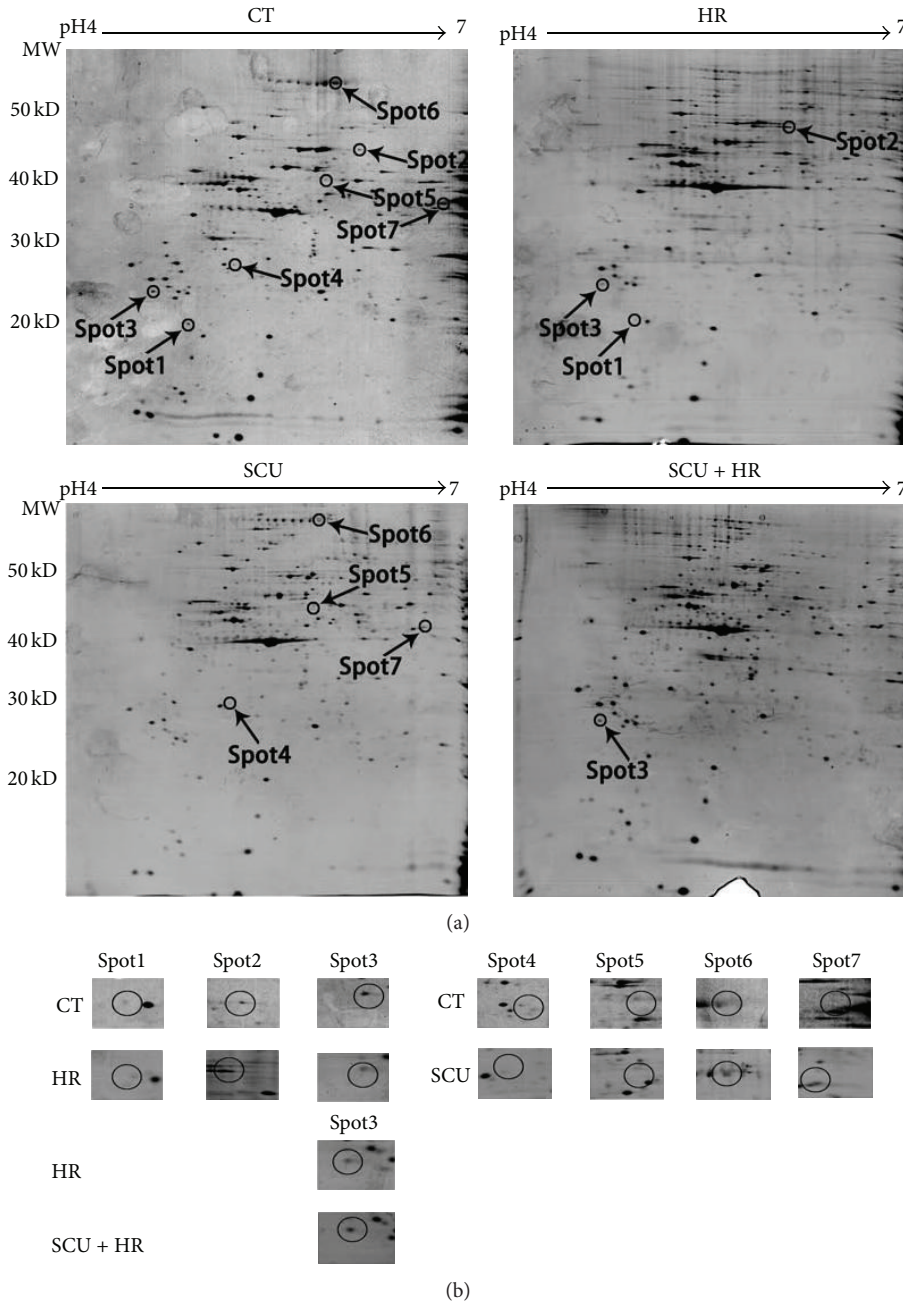 CT
pH4
7
MW
50 kD
40 kD
30 kD
20 kD
Spot6
Spot2
Spot5
Spot7
Spot4
Spot3
Spot1
HR
pH4
7
Spot2
Spot3
Spot1
SCU
pH4
7
MW
50 kD
40 kD
30 kD
20 kD
Spot6
Spot5
Spot7
Spot4
SCU + HR
pH4
7
Spot3
(a)
Spot1 Spot2 Spot3 Spot4 Spot5 Spot6 Spot7
CT CT
HR SCU
Spot3
HR
SCU + HR
(b)